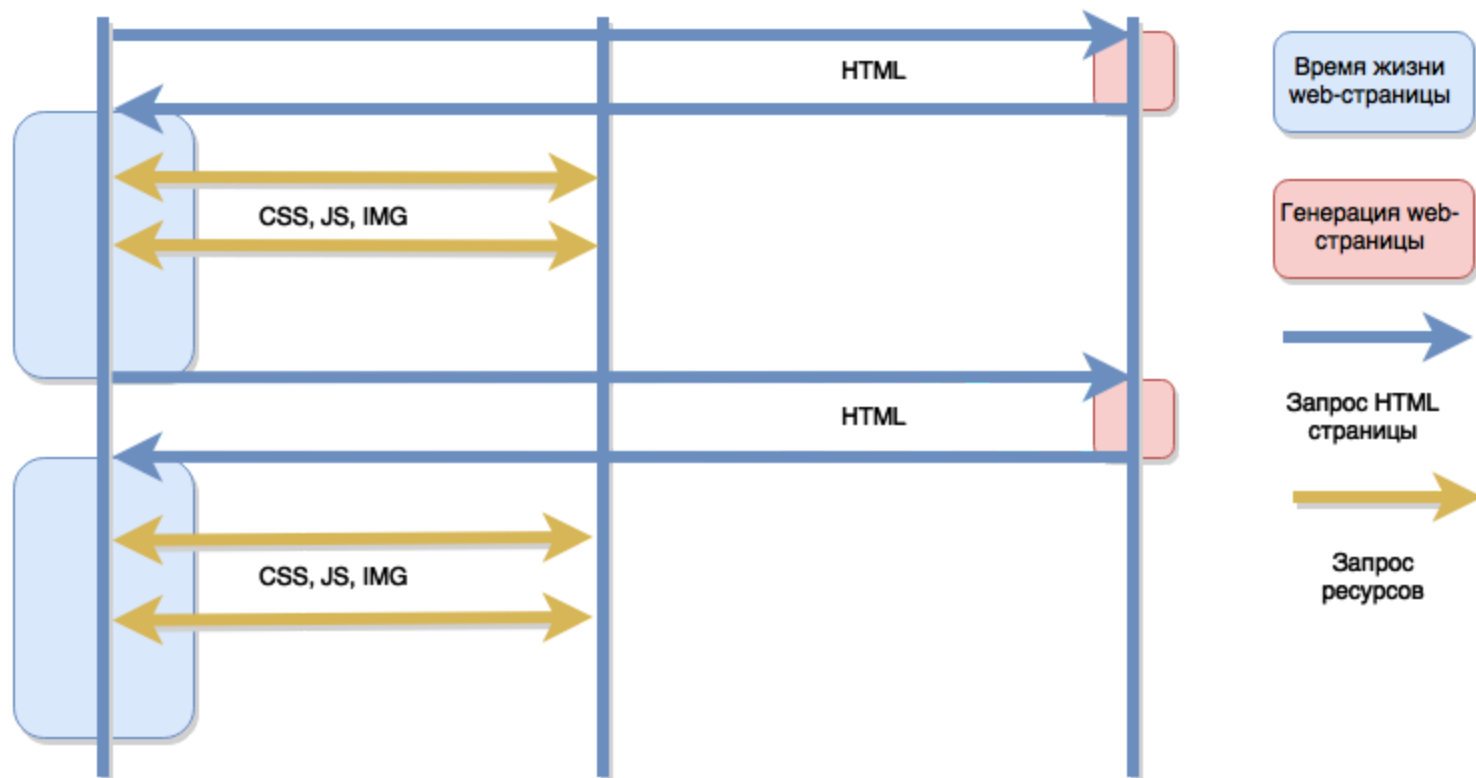 HTML
CSS, JS, IMG
HTML
CSS, JS, IMG
Время жизни
web-страницы
Генерация web-
страницы
Запрос HTML
страницы
Запрос
ресурсов